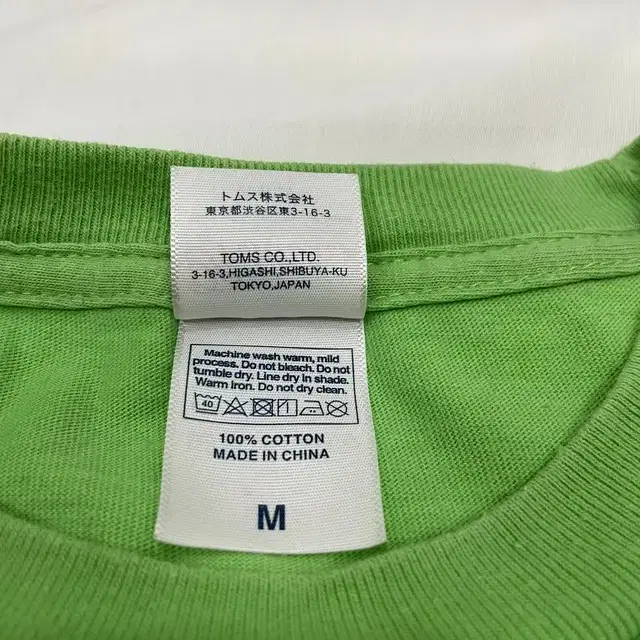 トムス株式会社
東京都渋谷区東3-16-3
TOMS CO.,LTD.
3-16-3,HIGASHI,SHIBUYA-KU
TOKYO,JAPAN
Machine wash warm, mild
process. Do not bleach. Do not
tumble dry. Line dry in shade.
Warm iron. Do not dry clean.
40
100% COTTON
MADE IN CHINA
M